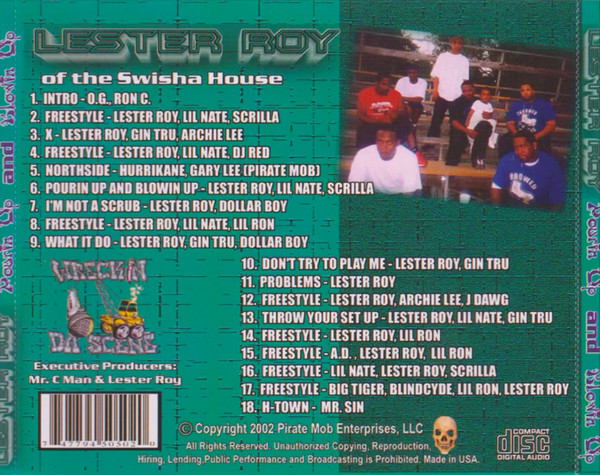 LESTER ROY
of the Swisha House
1. INTRO - O.G., RON C.
2. FREESTYLE - LESTER ROY, LIL NATE, SCRILLA
3. X - LESTER ROY, GIN TRU, ARCHIE LEE
4. FREESTYLE - LESTER ROY, LIL NATE, DJ RED
5. NORTHSIDE - HURRIKANE, GARY LEE (PIRATE MOB)
6. POURIN UP AND BLOWIN UP - LESTER ROY, LIL NATE, SCRILLA
7. I'M NOT A SCRUB - LESTER ROY, DOLLAR BOY
8. FREESTYLE - LESTER ROY, LIL NATE, LIL RON
9. WHAT IT DO - LESTER ROY, GIN TRU, DOLLAR BOY
10. DON'T TRY TO PLAY ME - LESTER ROY, GIN TRU
11. PROBLEMS - LESTER ROY
12. FREESTYLE - LESTER ROY, ARCHIE LEE, J DAWG
13. THROW YOUR SET UP - LESTER ROY, LIL NATE, GIN TRU
14. FREESTYLE - LESTER ROY, LIL RON
15. FREESTYLE - A.D. , LESTER ROY, LIL RON
16. FREESTYLE - LIL NATE, LESTER ROY, SCRILLA
17. FREESTYLE - BIG TIGER, BLINDCYDE, LIL RON, LESTER ROY
18. H-TOWN - MR. SIN
WRECKIN
DA SCENE
Executive Producers:
Mr. C Man & Lester Roy
7 47794 50502 0
© Copyright 2002 Pirate Mob Enterprises, LLC
All Rights Reserved. Unauthorized Copying, Reproduction,
Hiring, Lending,Public Performance and Broadcasting is Prohibited. Made in USA.
COMPACT
disc
DIGITAL AUDIO
LESTER ROY Pourin Up and Blowin Up
LESTER ROY Pourin Up and Blowin Up